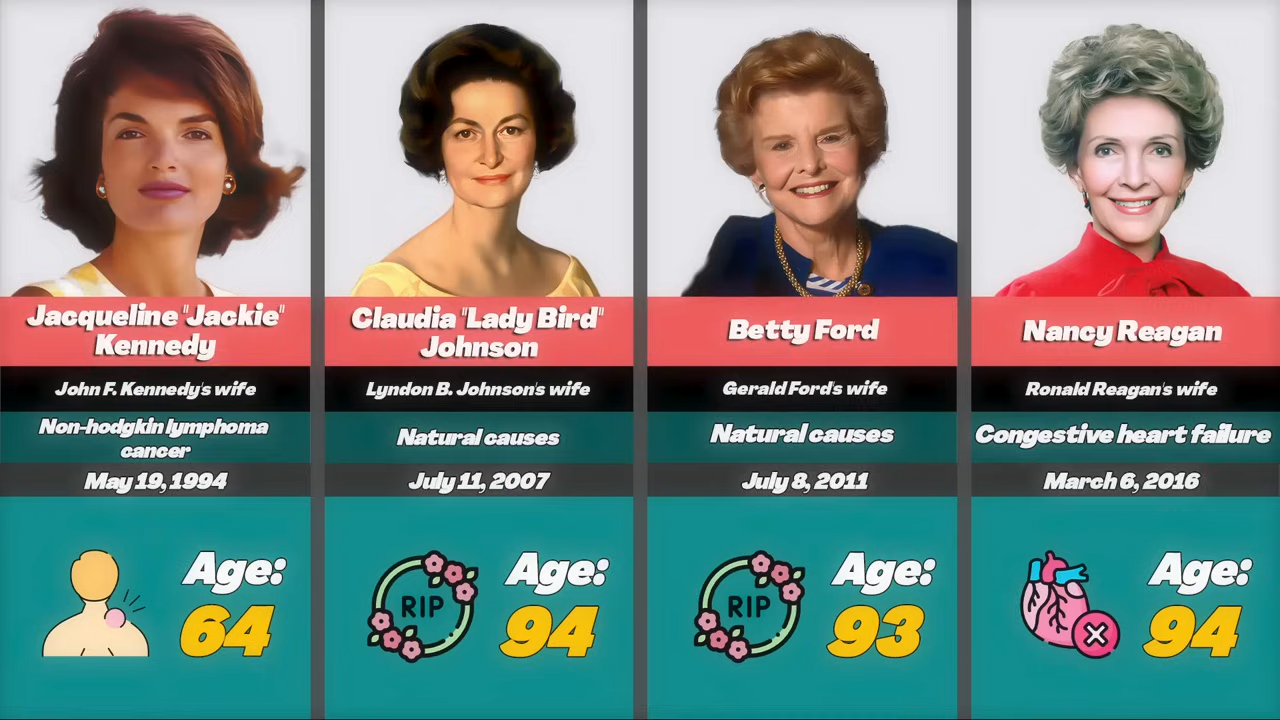 Jacqueline "Jackie"
Kennedy
John F. Kennedy's wife
Non-hodgkin lymphoma
cancer
May 19, 1994
Age:
64
Claudia "Lady Bird"
Johnson
Lyndon B. Johnson's wife
Natural causes
July 11, 2007
RIP
Age:
94
Betty Ford
Gerald Ford's wife
Natural causes
July 8, 2011
RIP
Age:
93
Nancy Reagan
Ronald Reagan's wife
Congestive heart failure
March 6, 2016
Age:
94